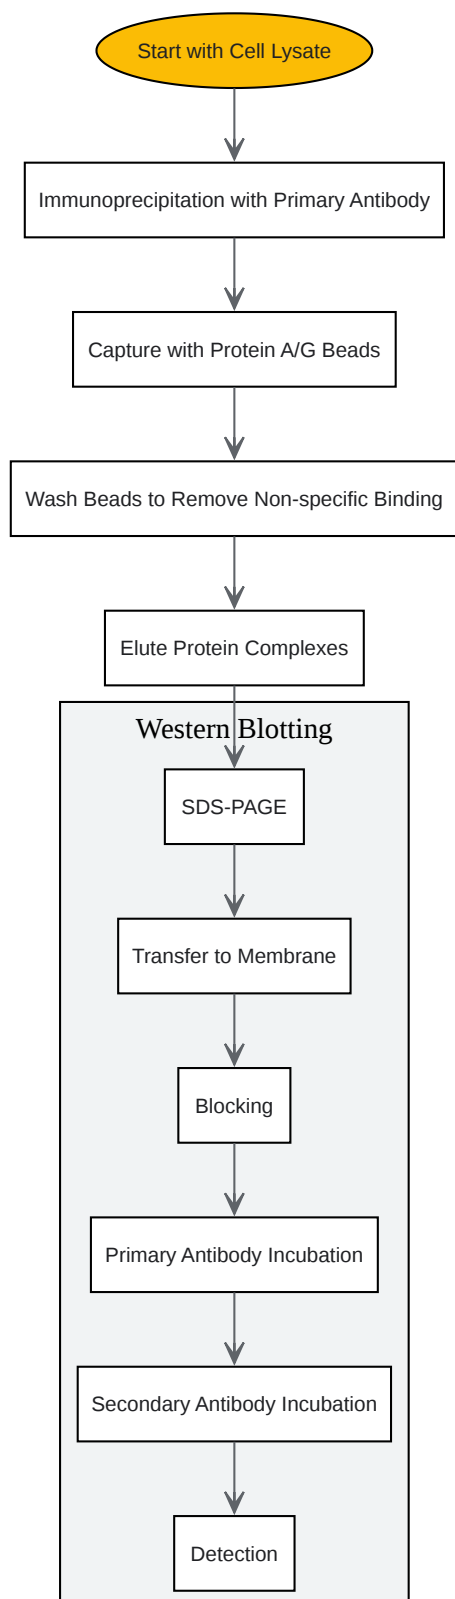 Start with Cell Lysate
Immunoprecipitation with Primary Antibody
Capture with Protein A/G Beads
Wash Beads to Remove Non-specific Binding
Elute Protein Complexes
Western Blotting
SDS-PAGE
Transfer to Membrane
Blocking
Primary Antibody Incubation
Secondary Antibody Incubation
Detection